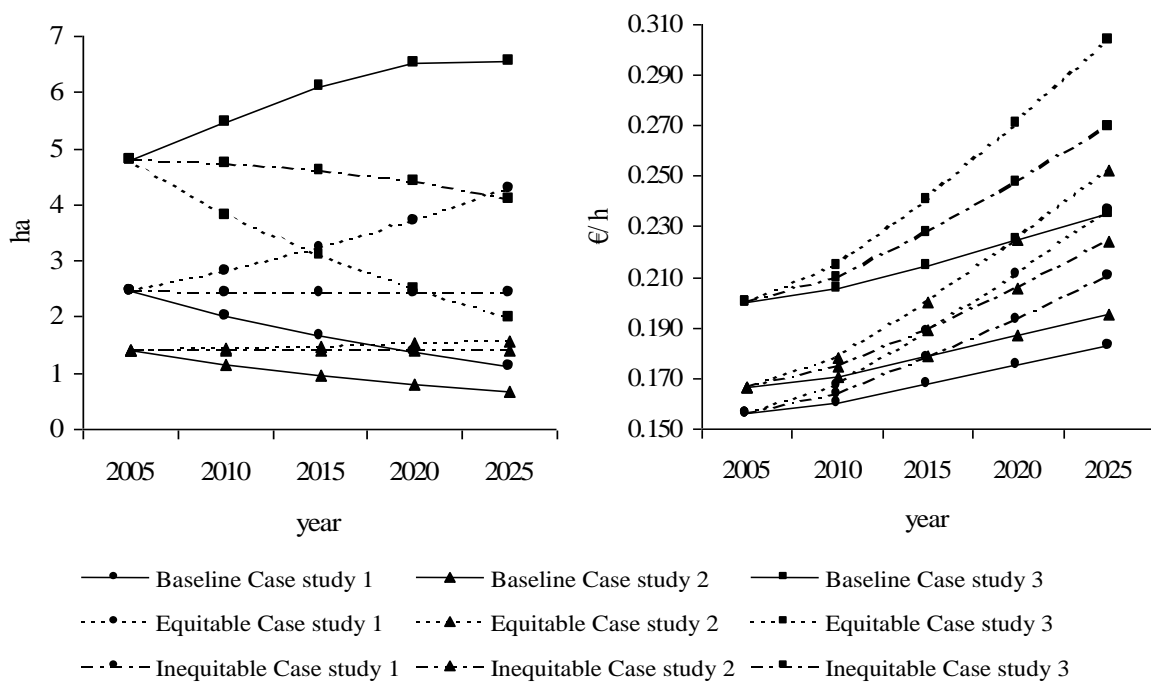 7
6
5
4
3
2
1
0
ha
2005 2010 2015 2020 2025
year
0.310
0.290
0.270
0.250
0.230
0.210
0.190
0.170
0.150
€/h
2005 2010 2015 2020 2025
year
Baseline Case study 1 Baseline Case study 2 Baseline Case study 3
Equitable Case study 1 Equitable Case study 2 Equitable Case study 3
Inequitable Case study 1 Inequitable Case study 2 Inequitable Case study 3